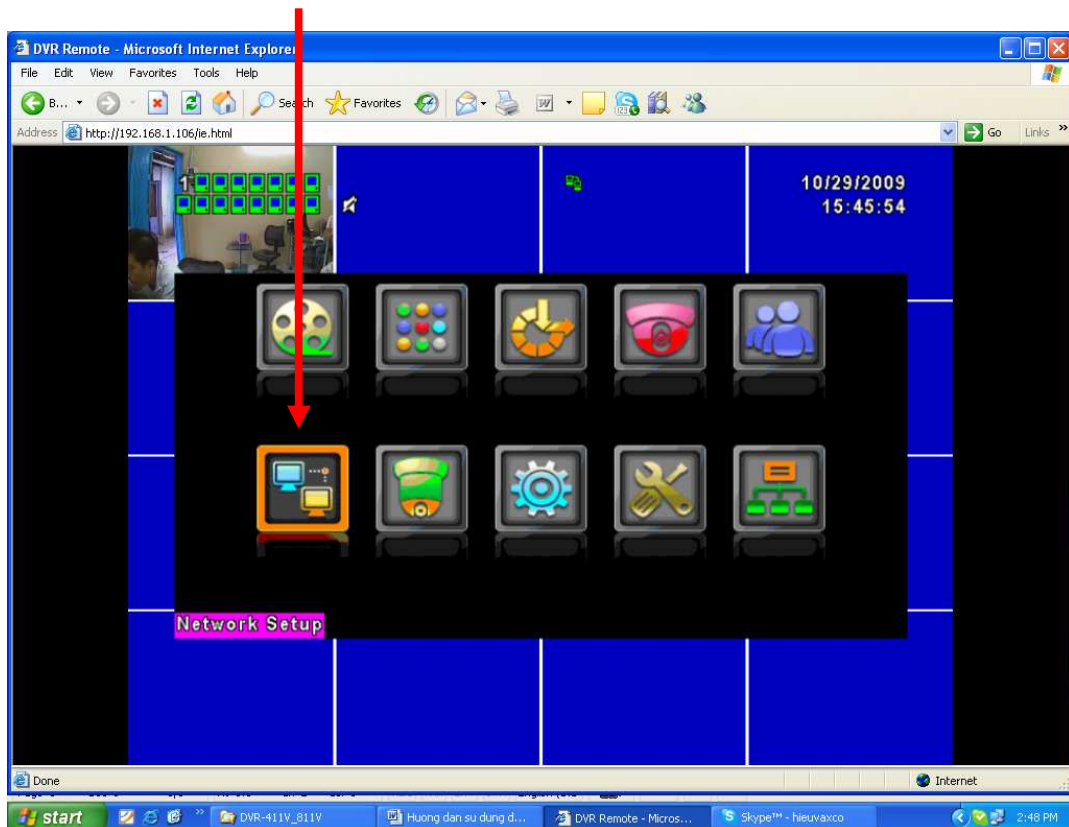 DVR Remote - Microsoft Internet Explorer
File Edit View Favorites Tools Help
B... Search Favorites
Address http://192.168.1.106/ie.html Go Links »
1
10/29/2009
15:45:54
Network Setup
Done Internet
start » DVR-411V_811V Huong dan su dung d... DVR Remote - Micros... Skype™ - hieuvaxco 2:48 PM